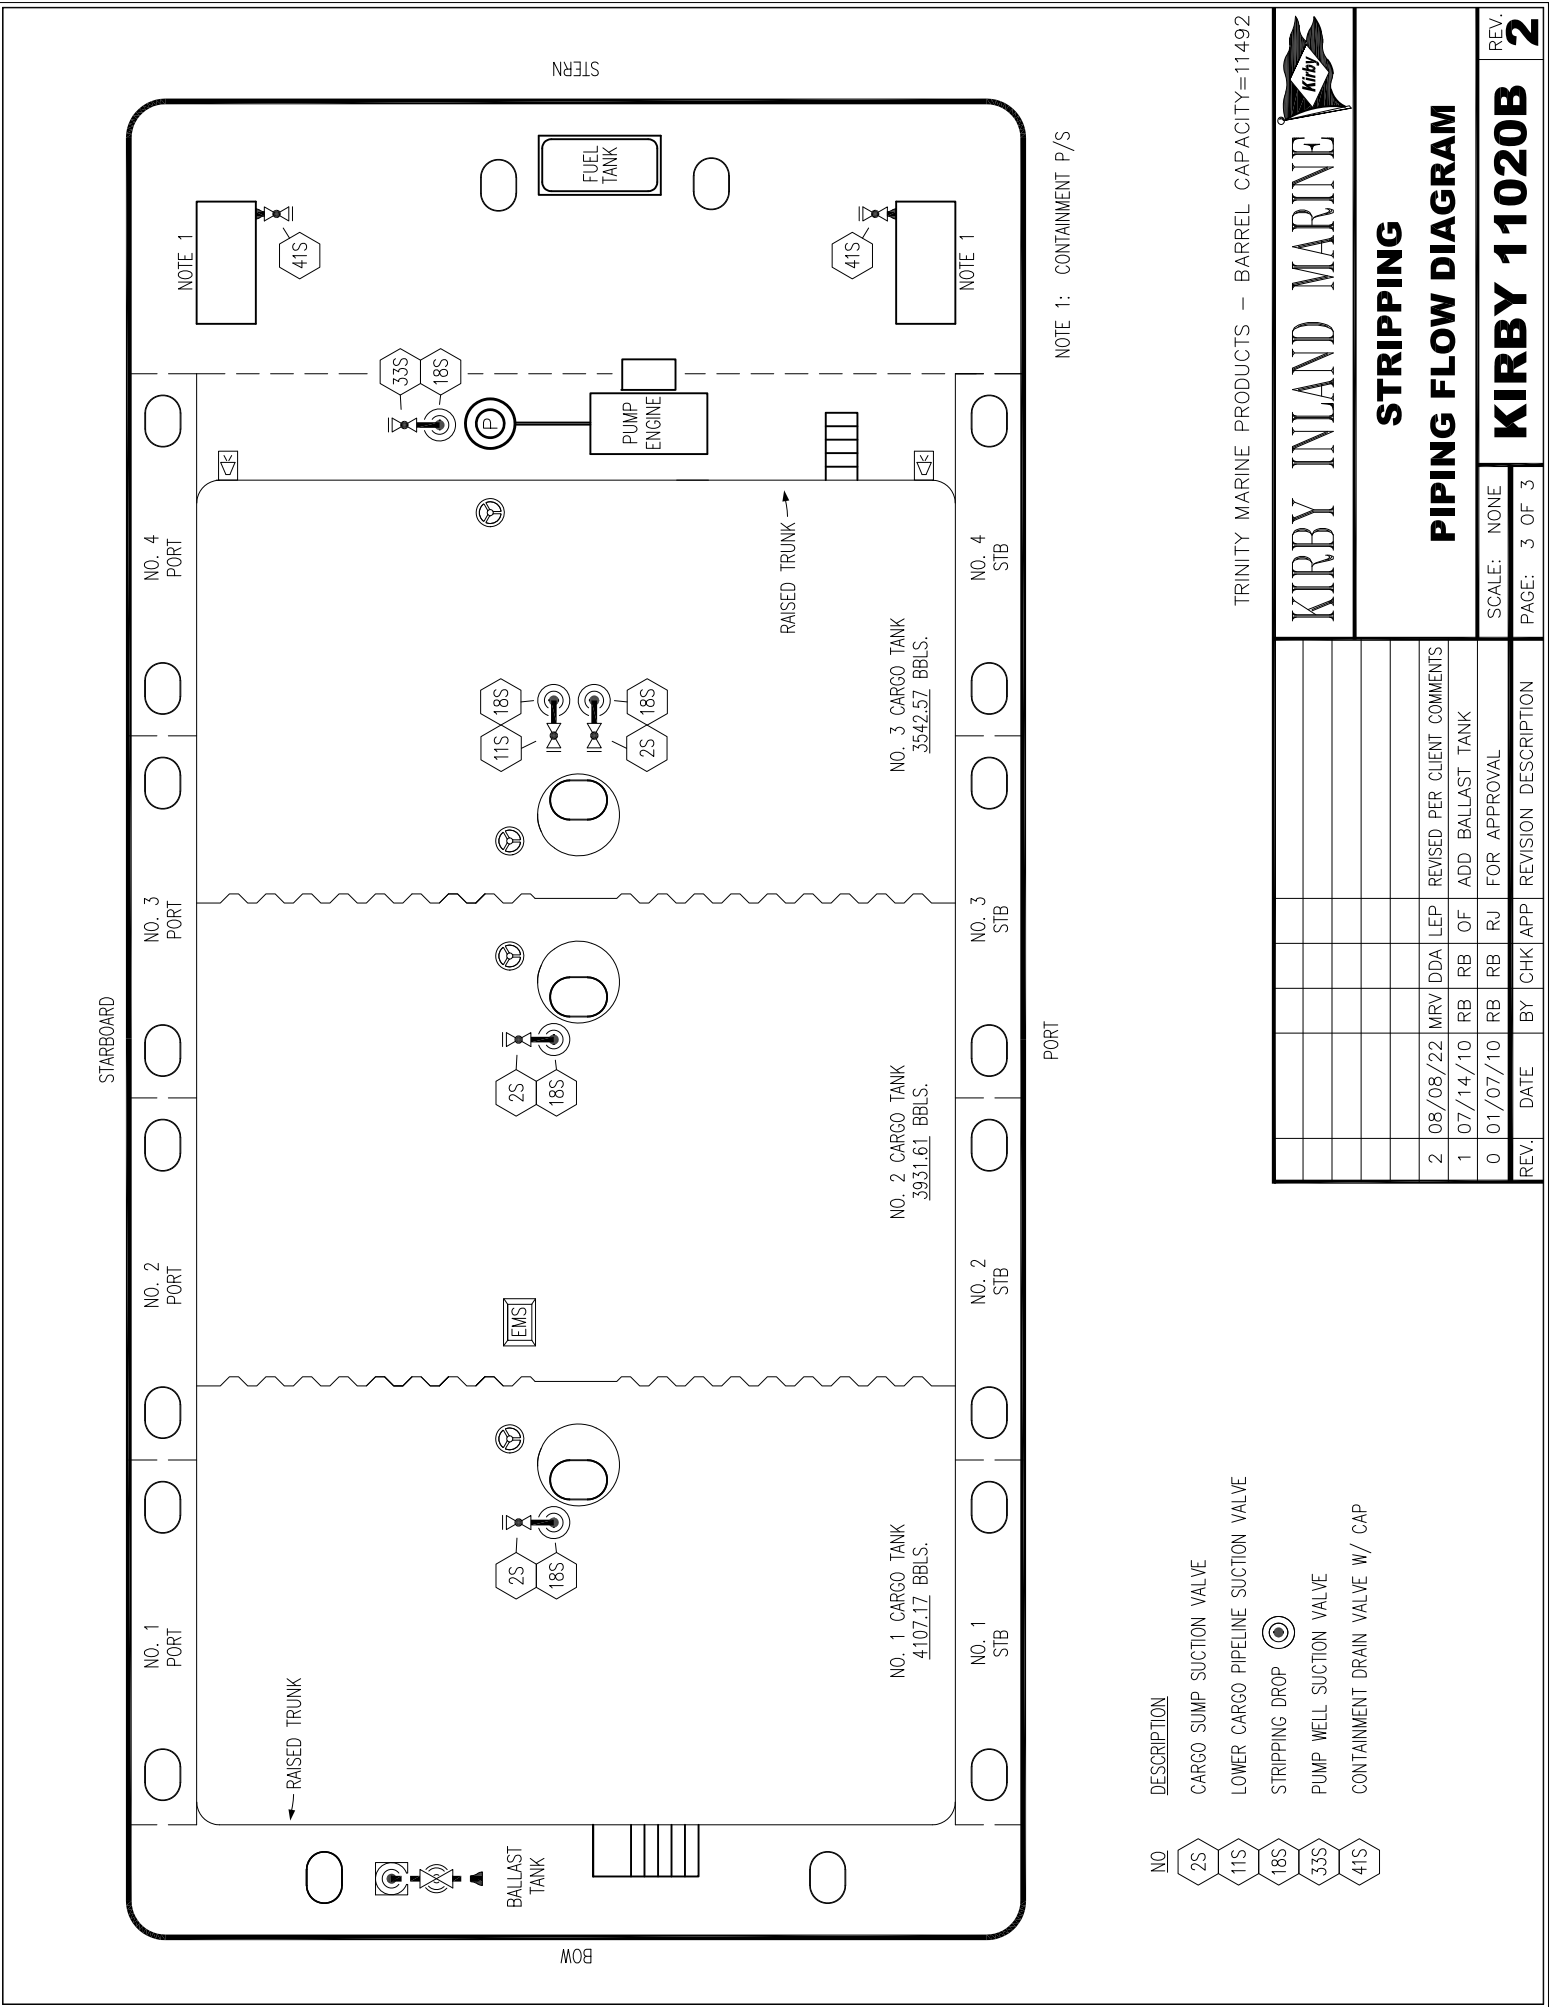 STARBOARD
BOW
STERN
PORT
RAISED TRUNK
NO. 1
PORT
NO. 2
PORT
NO. 3
PORT
NO. 4
PORT
NOTE 1
41S
33S
18S
P
PUMP
ENGINE
FUEL
TANK
BALLAST
TANK
2S
18S
EMS
2S
18S
11S
18S
2S
18S
RAISED TRUNK
41S
NOTE 1
NO. 1 CARGO TANK
4107.17 BBLS.
NO. 2 CARGO TANK
3931.61 BBLS.
NO. 3 CARGO TANK
3542.57 BBLS.
NO. 1
STB
NO. 2
STB
NO. 3
STB
NO. 4
STB
NOTE 1: CONTAINMENT P/S
NO DESCRIPTION
2S CARGO SUMP SUCTION VALVE
11S LOWER CARGO PIPELINE SUCTION VALVE
18S STRIPPING DROP
33S PUMP WELL SUCTION VALVE
41S CONTAINMENT DRAIN VALVE W/ CAP
TRINITY MARINE PRODUCTS - BARREL CAPACITY=11492
KIRBY INLAND MARINE
Kirby
STRIPPING
PIPING FLOW DIAGRAM
2 08/08/22 MRV DDA LEP REVISED PER CLIENT COMMENTS
1 07/14/10 RB RB OF ADD BALLAST TANK
0 01/07/10 RB RB RJ FOR APPROVAL
REV. DATE BY CHK APP REVISION DESCRIPTION
SCALE: NONE
PAGE: 3 OF 3
KIRBY 11020B
REV.
2